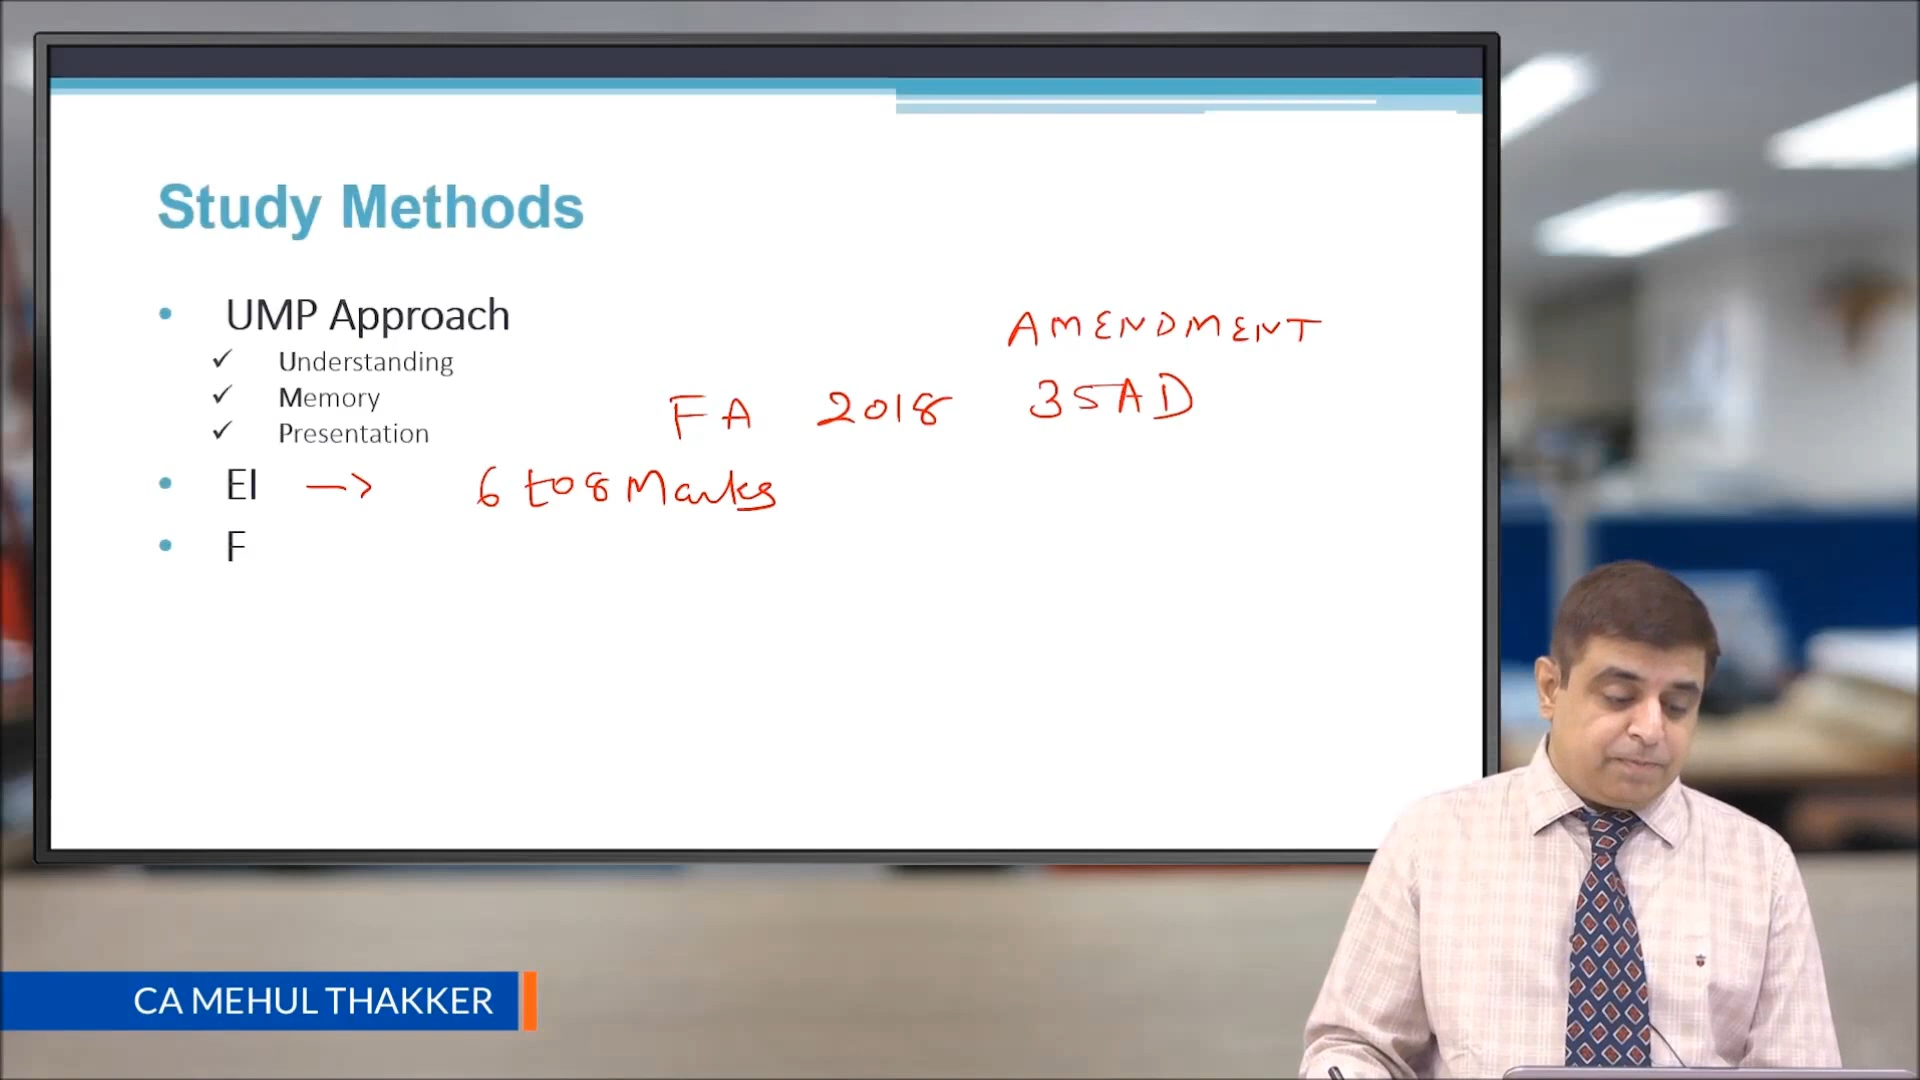 Study Methods
• UMP Approach
✓ Understanding
AMENDMENT
✓ Memory
FA 2018 35AD
✓ Presentation
• EI → 6 to 8 Marks
• F
CA MEHUL THAKKER